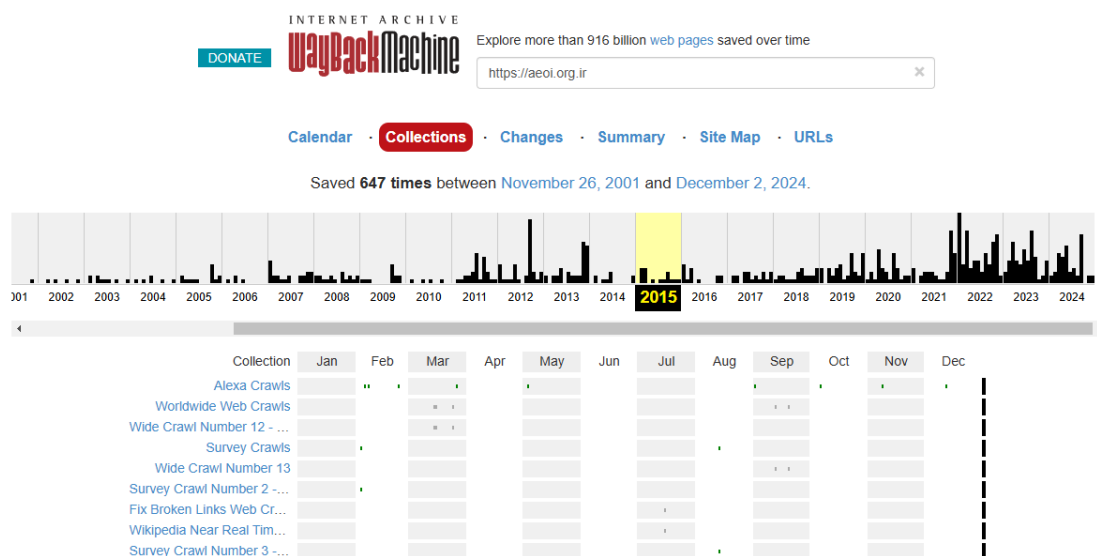 INTERNET ARCHIVE
WayBackMachine
DONATE
Explore more than 916 billion web pages saved over time
https://aeoi.org.ir
×
Calendar · Collections · Changes · Summary · Site Map · URLs
Saved 647 times between November 26, 2001 and December 2, 2024.
001 2002 2003 2004 2005 2006 2007 2008 2009 2010 2011 2012 2013 2014 2015 2016 2017 2018 2019 2020 2021 2022 2023 2024
Collection Jan Feb Mar Apr May Jun Jul Aug Sep Oct Nov Dec
Alexa Crawls
Worldwide Web Crawls
Wide Crawl Number 12 - ...
Survey Crawls
Wide Crawl Number 13
Survey Crawl Number 2 -...
Fix Broken Links Web Cr...
Wikipedia Near Real Tim...
Survey Crawl Number 3 -...